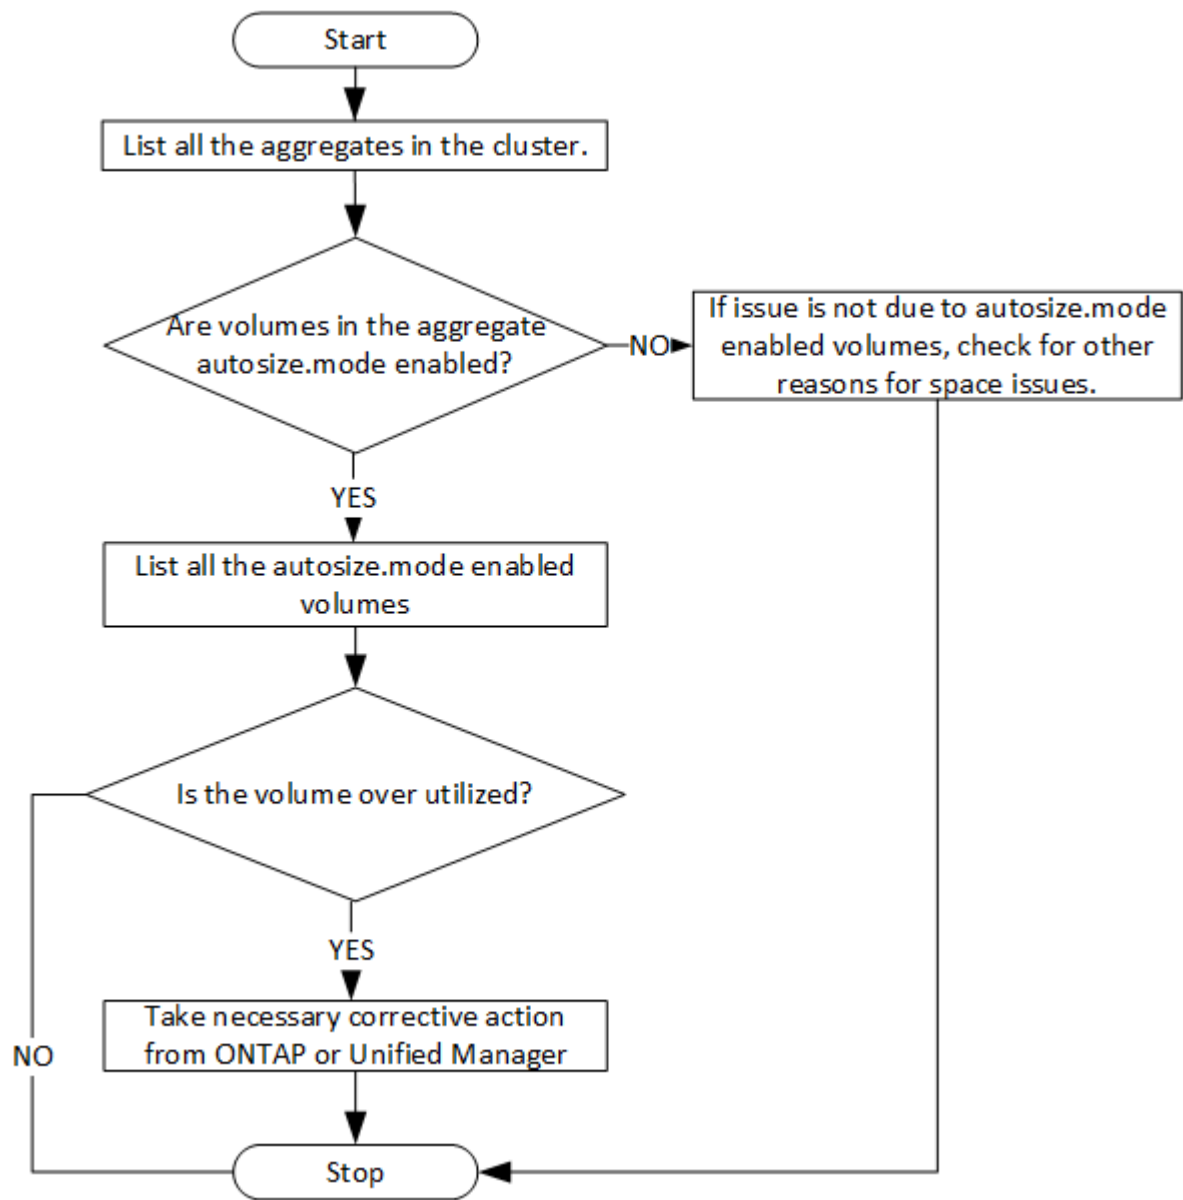 Start
List all the aggregates in the cluster.
Are volumes in the aggregate
autosize.mode enabled?
NO
If issue is not due to autosize.mode
enabled volumes, check for other
reasons for space issues.
YES
List all the autosize.mode enabled
volumes
Is the volume over utilized?
YES
Take necessary corrective action
from ONTAP or Unified Manager
NO
Stop